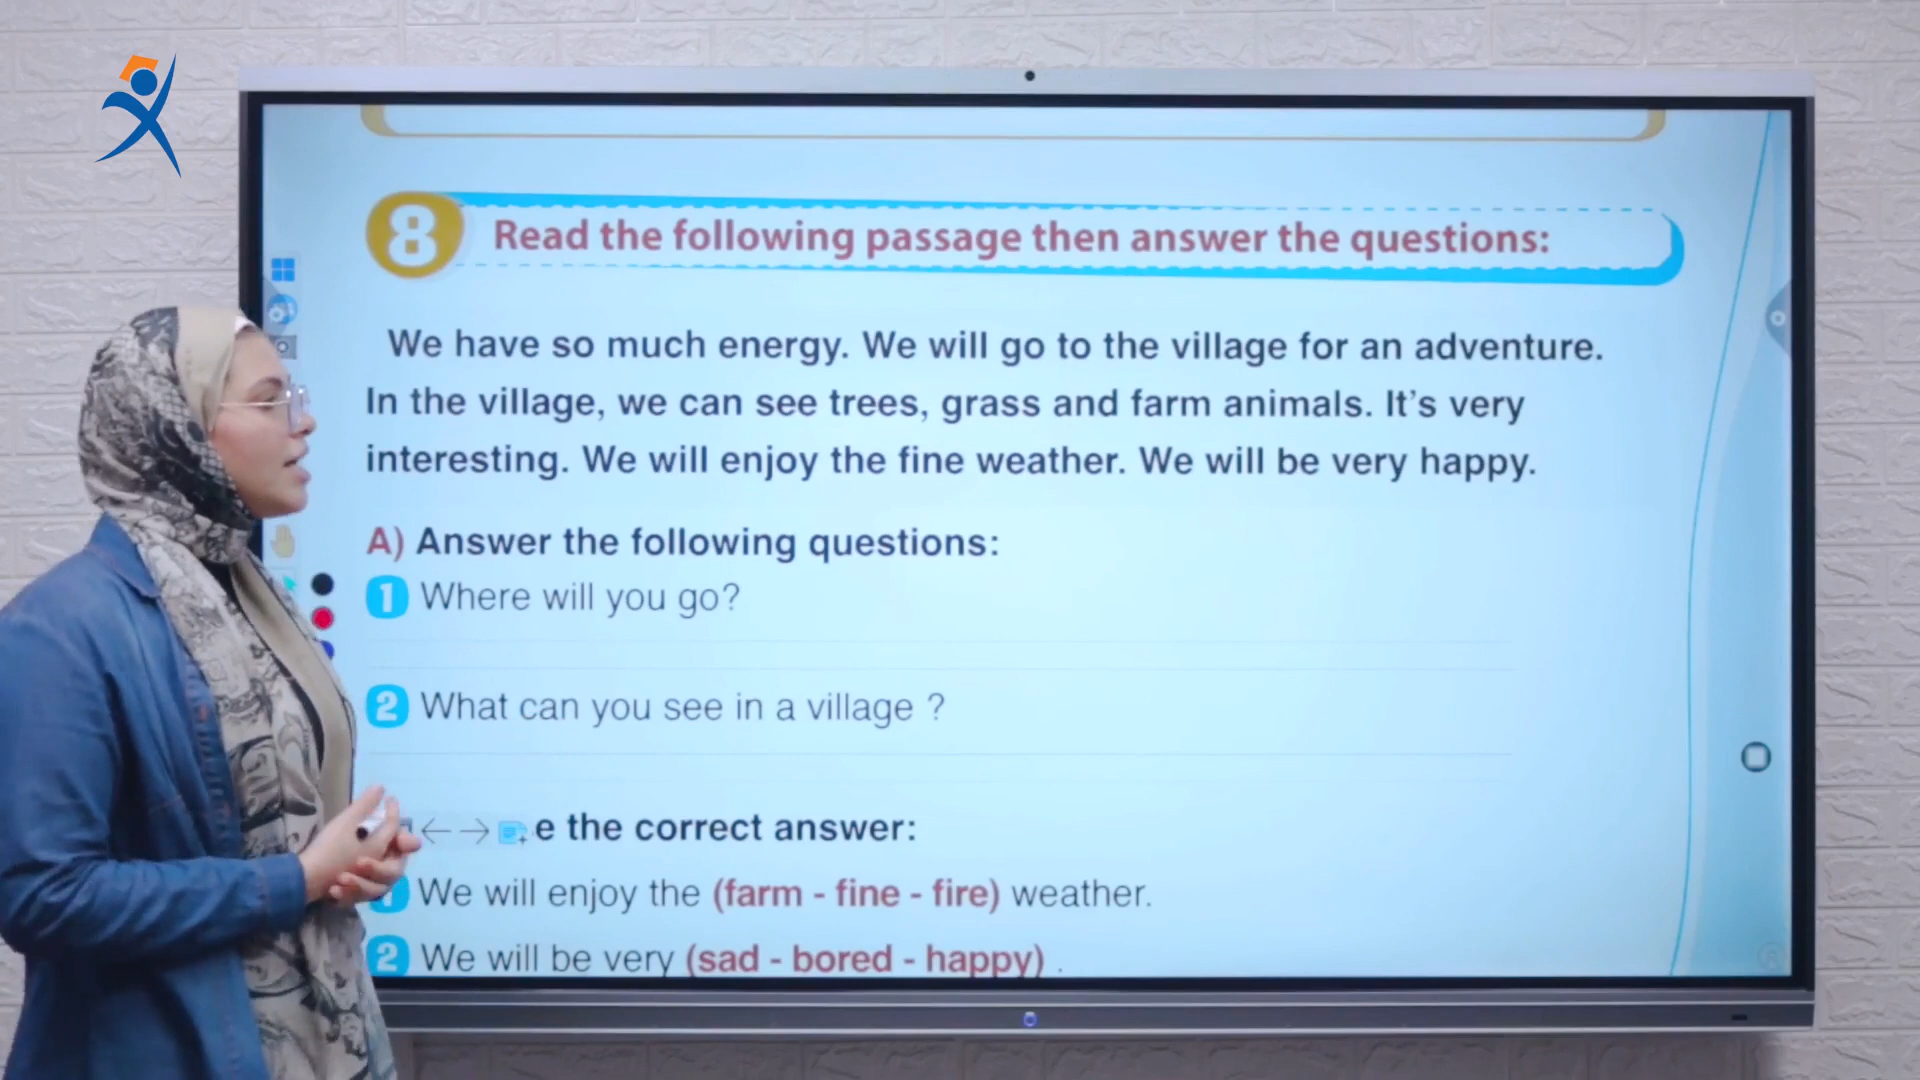 8 Read the following passage then answer the questions:
We have so much energy. We will go to the village for an adventure.
In the village, we can see trees, grass and farm animals. It's very
interesting. We will enjoy the fine weather. We will be very happy.
A) Answer the following questions:
1 Where will you go?
2 What can you see in a village ?
e the correct answer:
We will enjoy the (farm - fine - fire) weather.
2 We will be very (sad - bored - happy) .